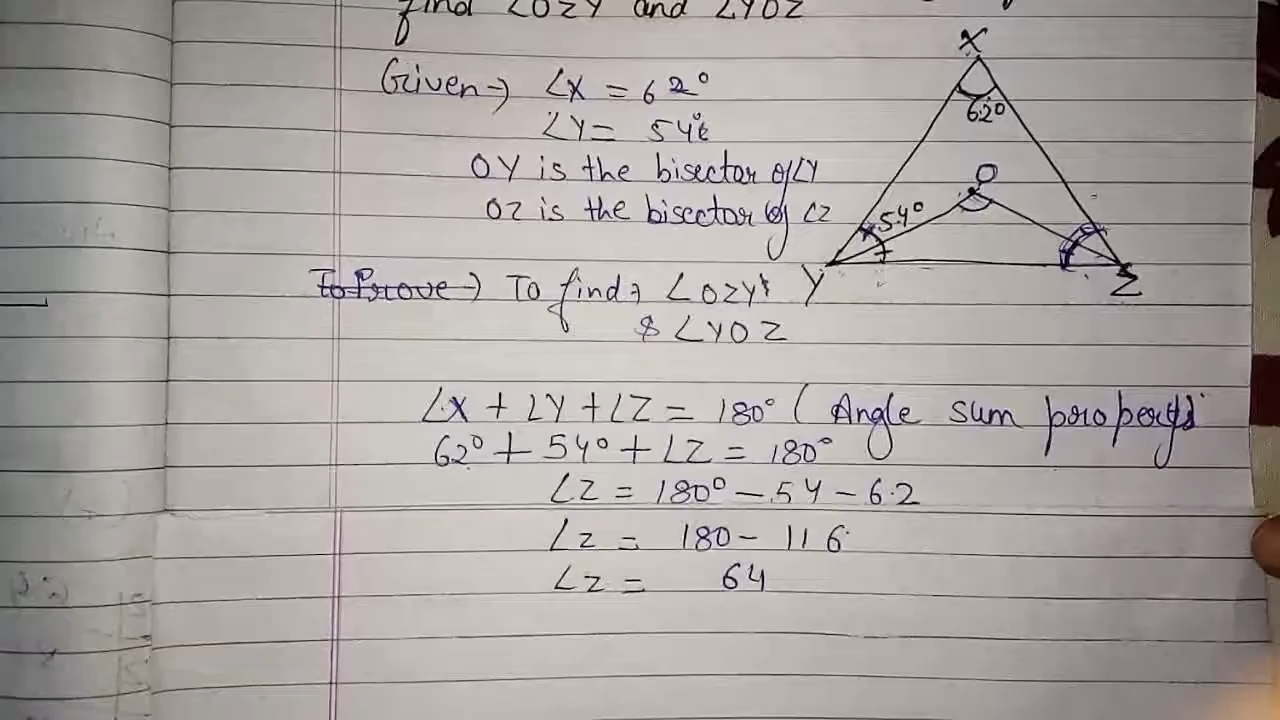 find ∠OZY and ∠YOZ
Given→ ∠X = 62°
∠Y = 54°
OY is the bisector of ∠Y
OZ is the bisector of ∠Z
To Prove→ To find→ ∠OZY
& ∠YOZ
X
62°
O
54°
Y
Z
∠X + ∠Y + ∠Z = 180° ( Angle sum property
62° + 54° + ∠Z = 180°
∠Z = 180° - 54 - 62
∠Z = 180 - 116
∠Z = 64